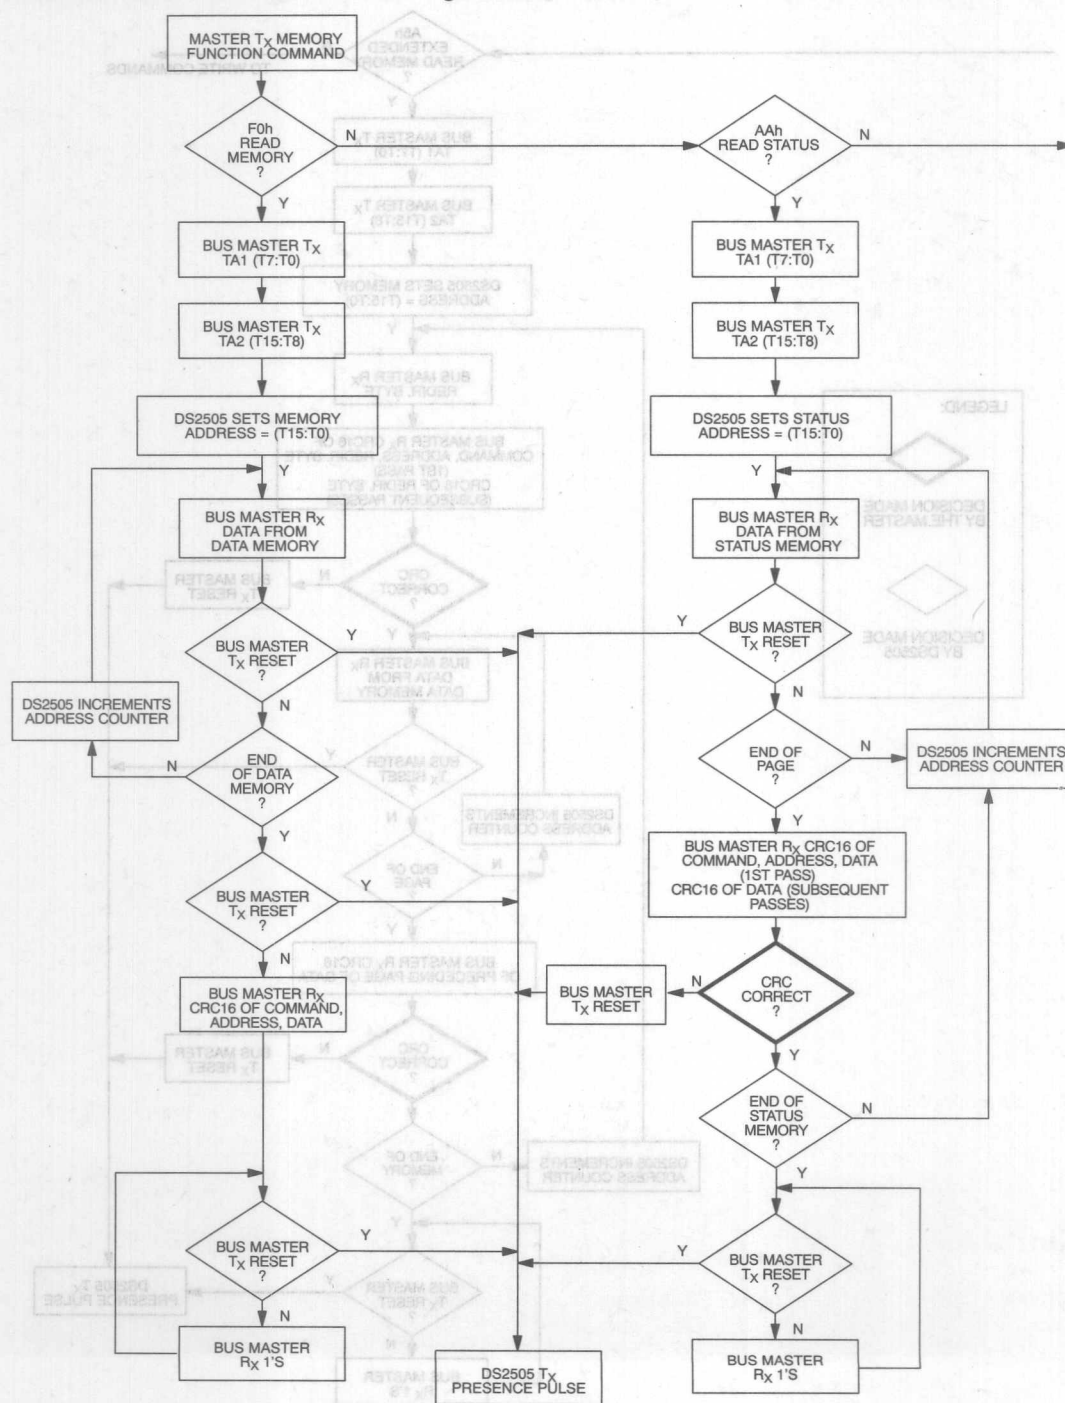 MASTER TX MEMORY
FUNCTION COMMAND
F0h
READ
MEMORY
?
N
Y
AAh
READ STATUS
?
N
Y
BUS MASTER TX
TA1 (T7:T0)
BUS MASTER TX
TA2 (T15:T8)
DS2505 SETS MEMORY
ADDRESS = (T15:T0)
Y
BUS MASTER RX
DATA FROM
DATA MEMORY
BUS MASTER
TX RESET
?
Y
N
DS2505 INCREMENTS
ADDRESS COUNTER
END
OF DATA
MEMORY
?
N
Y
BUS MASTER
TX RESET
?
Y
N
BUS MASTER RX
CRC16 OF COMMAND,
ADDRESS, DATA
BUS MASTER
TX RESET
?
Y
N
BUS MASTER
RX 1'S
DS2505 TX
PRESENCE PULSE
BUS MASTER TX
TA1 (T7:T0)
BUS MASTER TX
TA2 (T15:T8)
DS2505 SETS STATUS
ADDRESS = (T15:T0)
Y
BUS MASTER RX
DATA FROM
STATUS MEMORY
BUS MASTER
TX RESET
?
Y
N
END OF
PAGE
?
N
Y
DS2505 INCREMENTS
ADDRESS COUNTER
BUS MASTER RX CRC16 OF
COMMAND, ADDRESS, DATA
(1ST PASS)
CRC16 OF DATA (SUBSEQUENT
PASSES)
CRC
CORRECT
?
N
Y
BUS MASTER
TX RESET
END OF
STATUS
MEMORY
?
N
Y
BUS MASTER
TX RESET
?
Y
N
BUS MASTER
RX 1'S